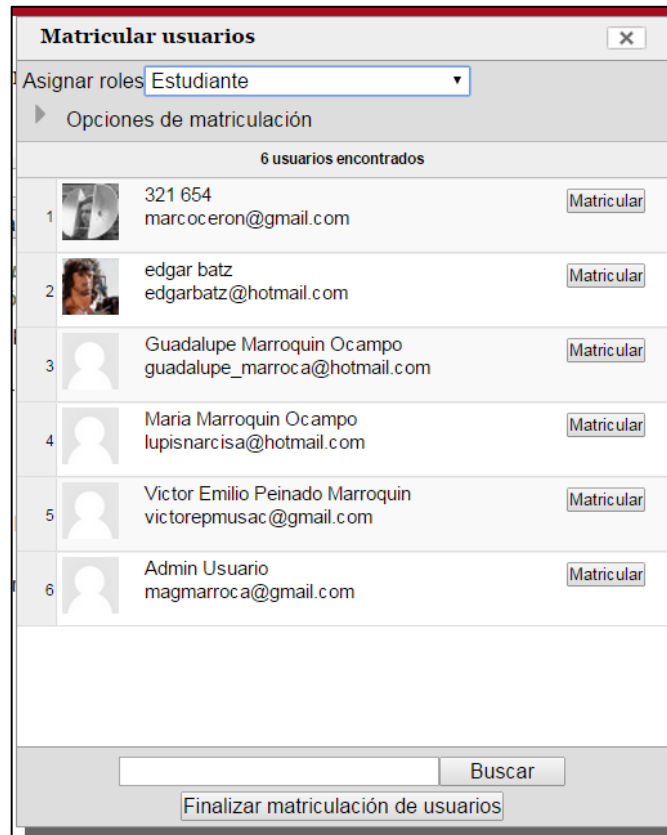 Matricular usuarios
Asignar roles Estudiante
Opciones de matriculación
6 usuarios encontrados
1 321 654 Matricular
marcoceron@gmail.com
2 edgar batz Matricular
edgarbatz@hotmail.com
3 Guadalupe Marroquin Ocampo Matricular
guadalupe_marroca@hotmail.com
4 Maria Marroquin Ocampo Matricular
lupisnarcisa@hotmail.com
5 Victor Emilio Peinado Marroquin Matricular
victorepmusac@gmail.com
6 Admin Usuario Matricular
magmarroca@gmail.com
Buscar
Finalizar matriculación de usuarios